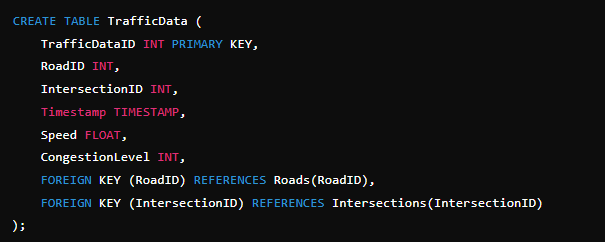 CREATE TABLE TrafficData (
    TrafficDataID INT PRIMARY KEY,
    RoadID INT,
    IntersectionID INT,
    Timestamp TIMESTAMP,
    Speed FLOAT,
    CongestionLevel INT,
    FOREIGN KEY (RoadID) REFERENCES Roads(RoadID),
    FOREIGN KEY (IntersectionID) REFERENCES Intersections(IntersectionID)
);